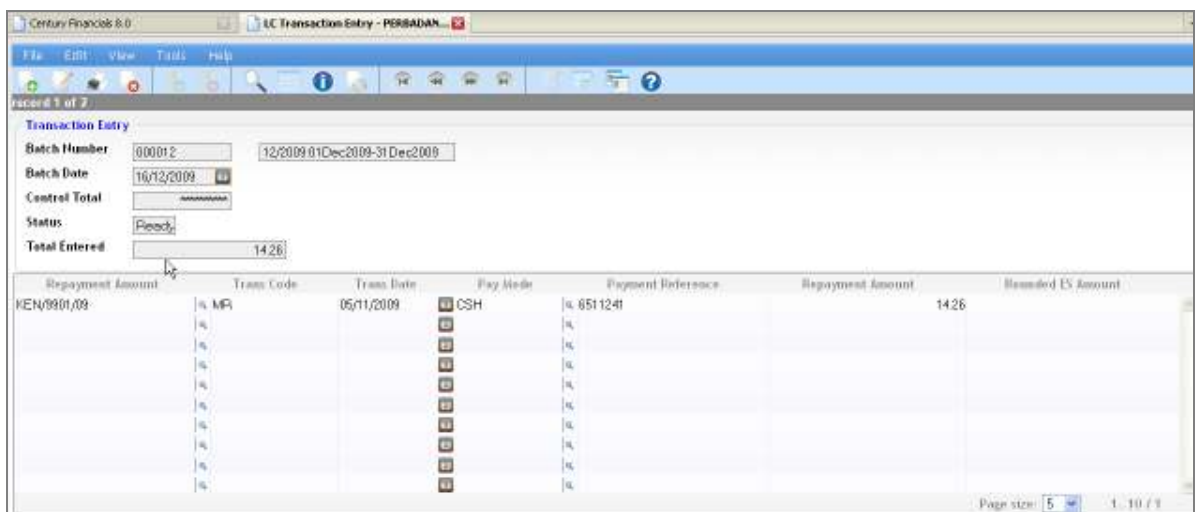 Century Financials 8.0 LC Transaction Entry - PERBADAN...
File Edit View Tools Help
record 1 of 7
Transaction Entry
Batch Number 000012 12/2009 01Dec2009-31Dec2009
Batch Date 16/12/2009
Control Total
Status Ready
Total Entered 14.26
Repayment Amount Trans Code Trans Date Pay Mode Payment Reference Repayment Amount Rounded ES Amount
KEN/9901/09 MR 05/11/2009 CSH 6511241 14.26
Page size: 5 1..10 / 1